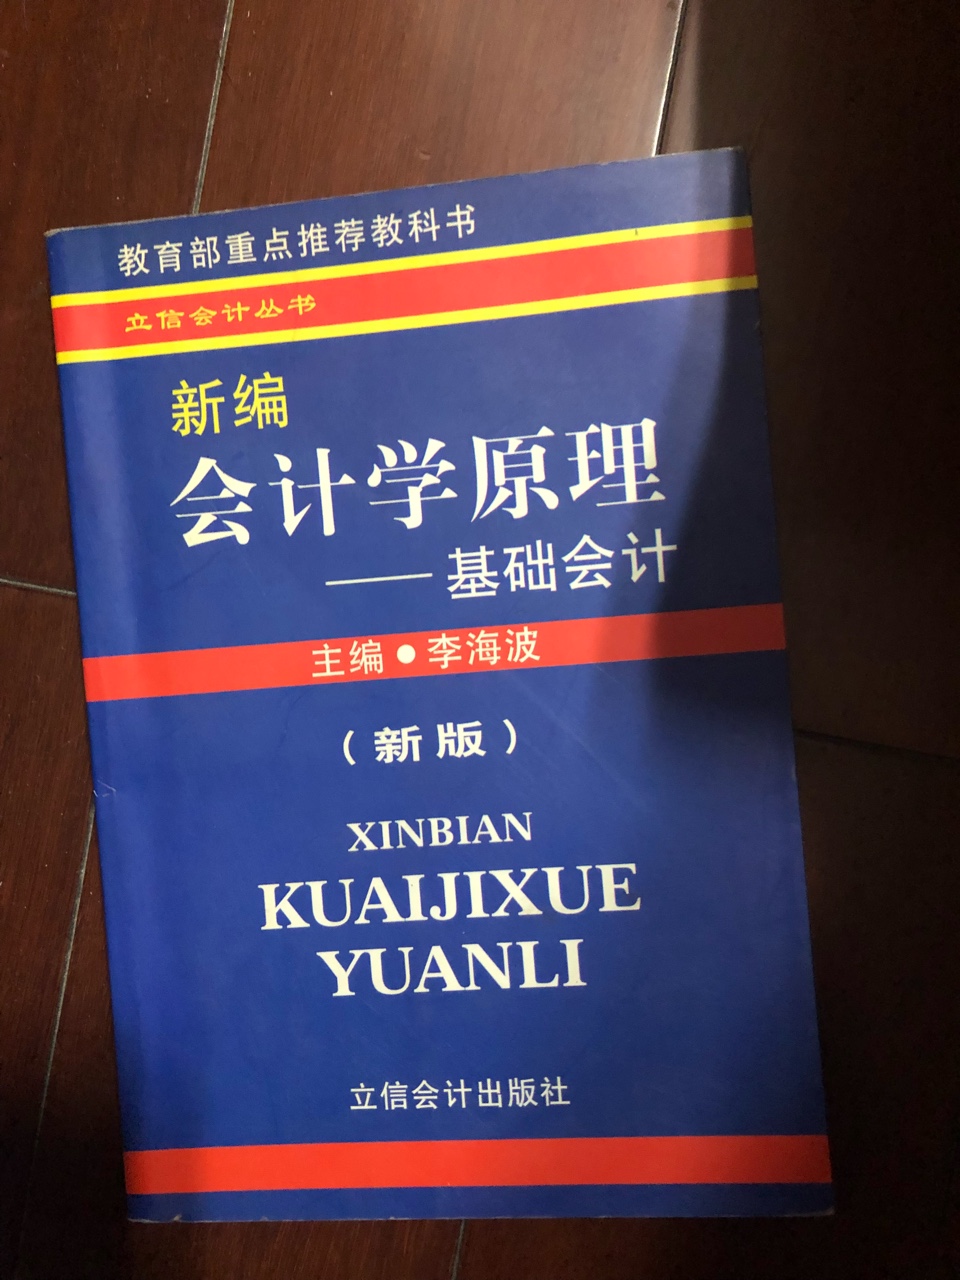 教育部重点推荐教科书
立信会计丛书
新编
会计学原理
——基础会计
主编●李海波
（新版）
XINBIAN
KUAIJIXUE
YUANLI
立信会计出版社